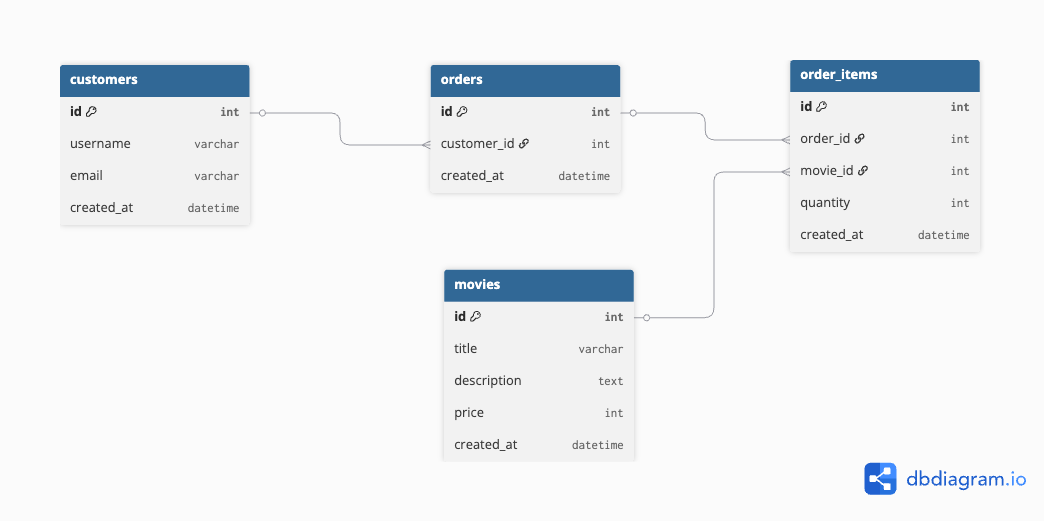 customers
id int
username varchar
email varchar
created_at datetime
orders
id int
customer_id int
created_at datetime
order_items
id int
order_id int
movie_id int
quantity int
created_at datetime
movies
id int
title varchar
description text
price int
created_at datetime
dbdiagram.io